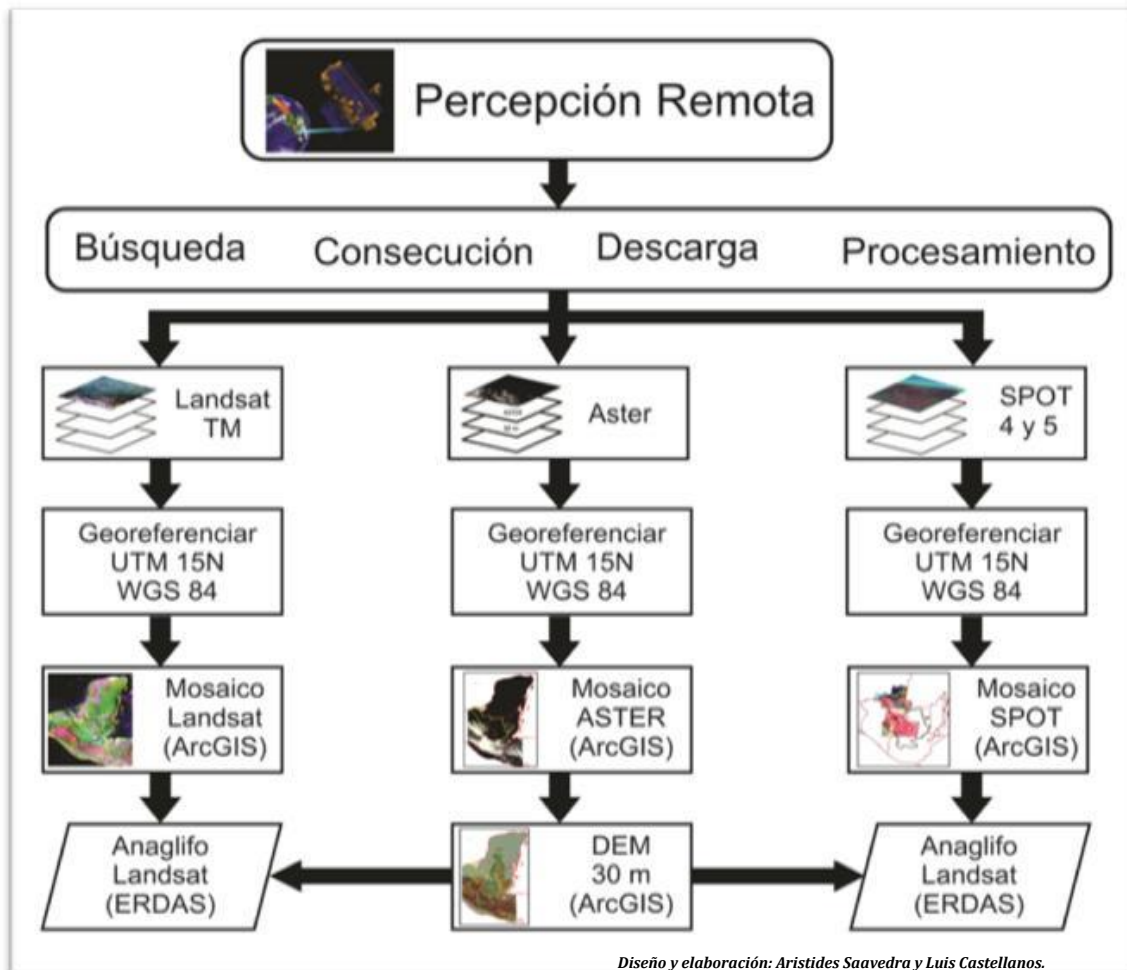 Percepción Remota
Búsqueda Consecución Descarga Procesamiento
Landsat
TM
Aster
SPOT
4 y 5
Georeferenciar
UTM 15N
WGS 84
Georeferenciar
UTM 15N
WGS 84
Georeferenciar
UTM 15N
WGS 84
Mosaico
Landsat
(ArcGIS)
Mosaico
ASTER
(ArcGIS)
Mosaico
SPOT
(ArcGIS)
Anaglifo
Landsat
(ERDAS)
DEM
30 m
(ArcGIS)
Anaglifo
Landsat
(ERDAS)
Diseño y elaboración: Aristides Saavedra y Luis Castellanos.